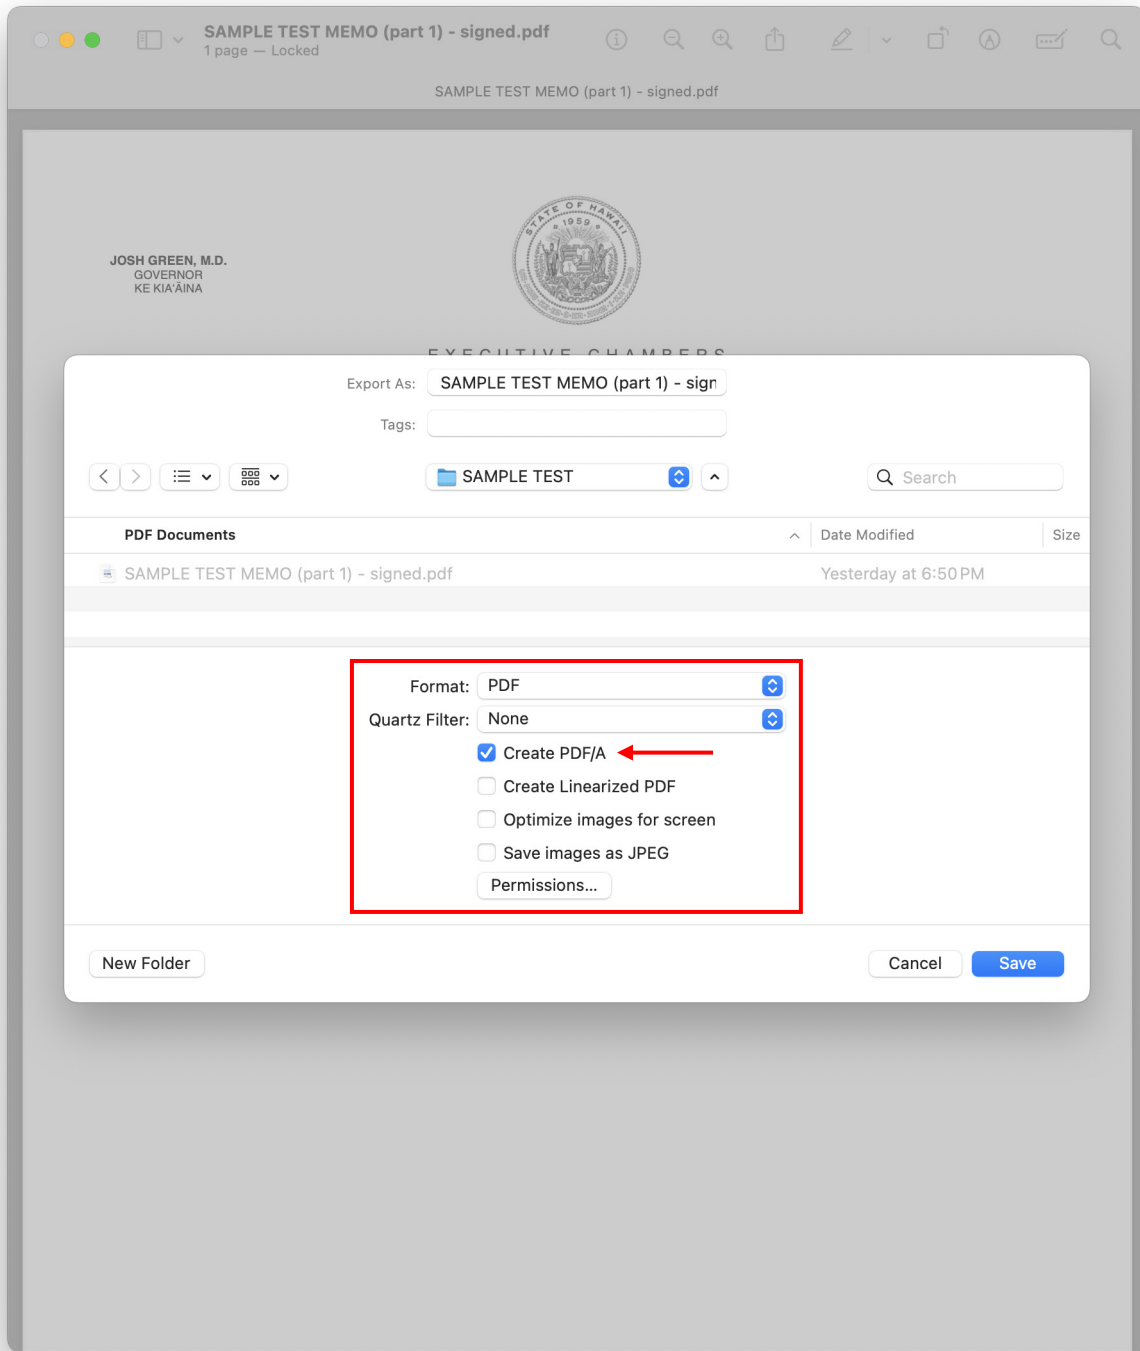 SAMPLE TEST MEMO (part 1) - signed.pdf
1 page — Locked
SAMPLE TEST MEMO (part 1) - signed.pdf
STATE OF HAWAII
1959
JOSH GREEN, M.D.
GOVERNOR
KE KIAʻĀINA
EXECUTIVE CHAMBERS
Export As: SAMPLE TEST MEMO (part 1) - sign
Tags:
SAMPLE TEST
Search
PDF Documents Date Modified Size
SAMPLE TEST MEMO (part 1) - signed.pdf Yesterday at 6:50 PM
Format: PDF
Quartz Filter: None
Create PDF/A
Create Linearized PDF
Optimize images for screen
Save images as JPEG
Permissions...
New Folder Cancel Save